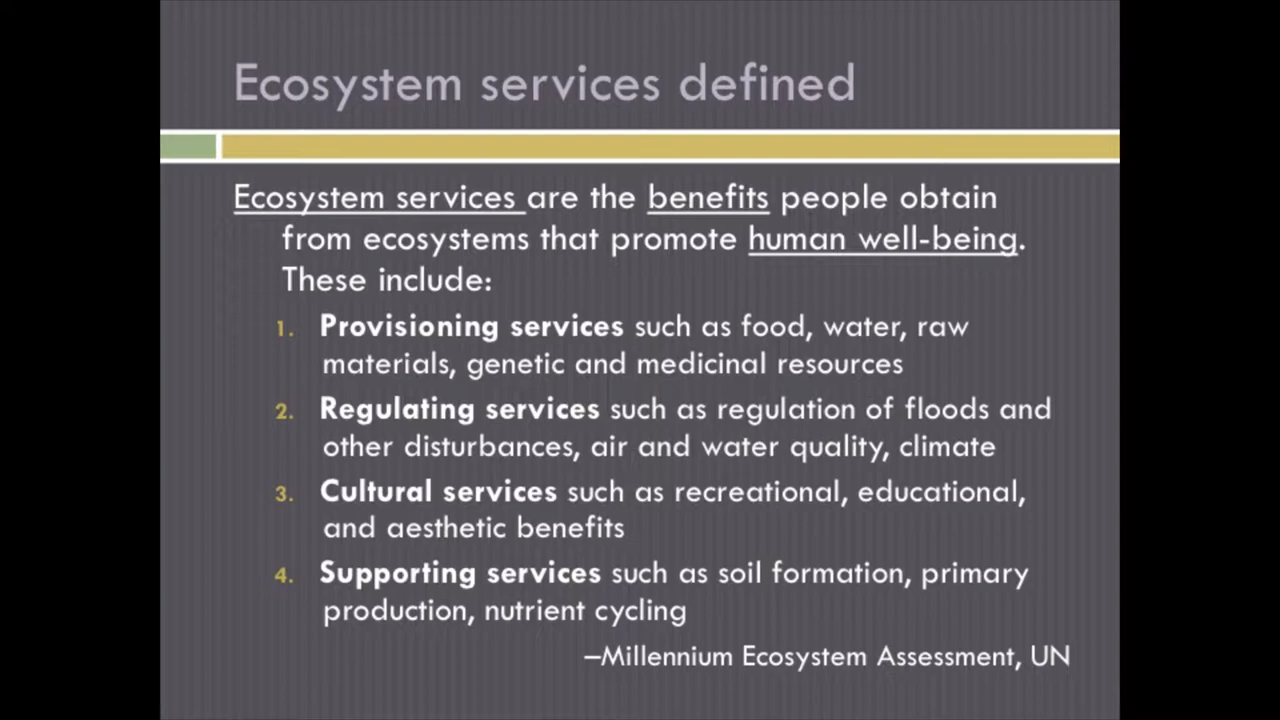 Ecosystem services defined
Ecosystem services are the benefits people obtain
from ecosystems that promote human well-being.
These include:
1. Provisioning services such as food, water, raw
materials, genetic and medicinal resources
2. Regulating services such as regulation of floods and
other disturbances, air and water quality, climate
3. Cultural services such as recreational, educational,
and aesthetic benefits
4. Supporting services such as soil formation, primary
production, nutrient cycling
–Millennium Ecosystem Assessment, UN